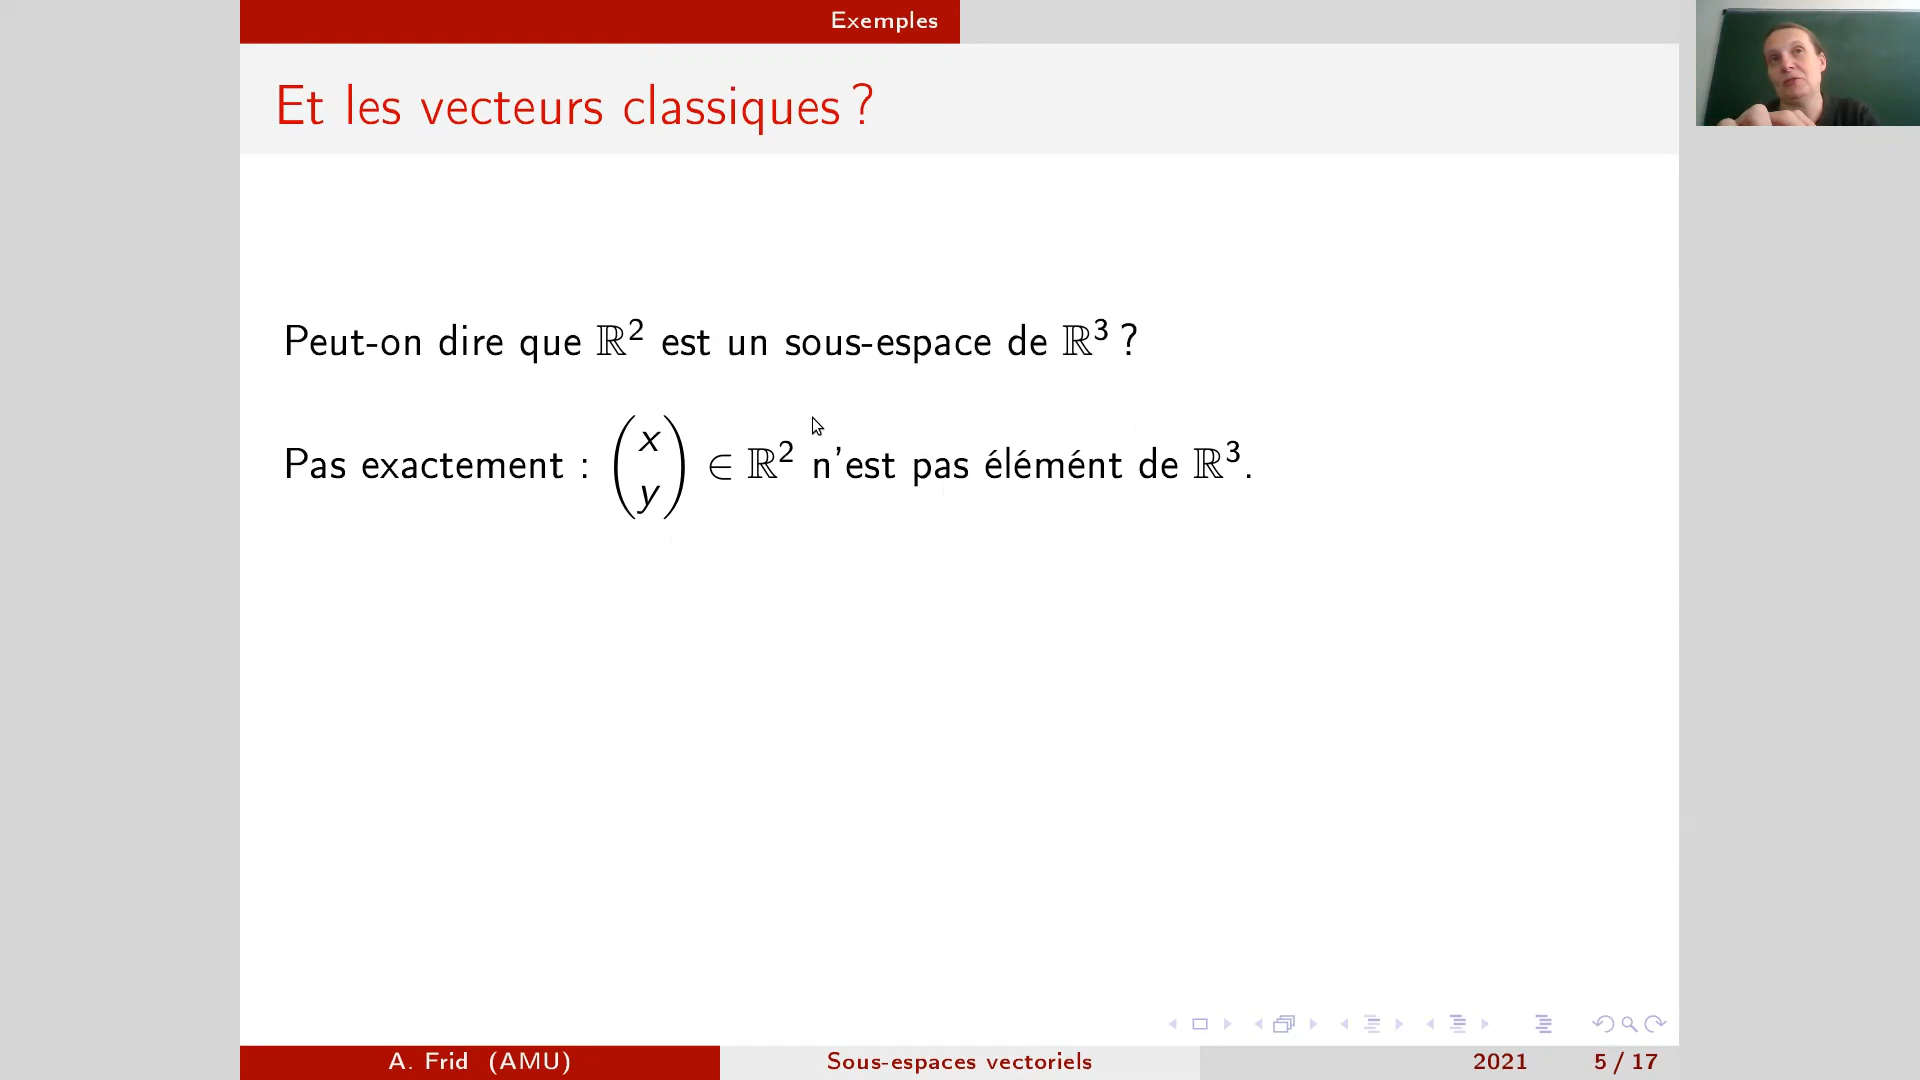 Exemples
Et les vecteurs classiques ?
Peut-on dire que ℝ² est un sous-espace de ℝ³ ?
Pas exactement : (x y) ∈ ℝ² n'est pas élémént de ℝ³.
A. Frid (AMU) Sous-espaces vectoriels 2021 5 / 17